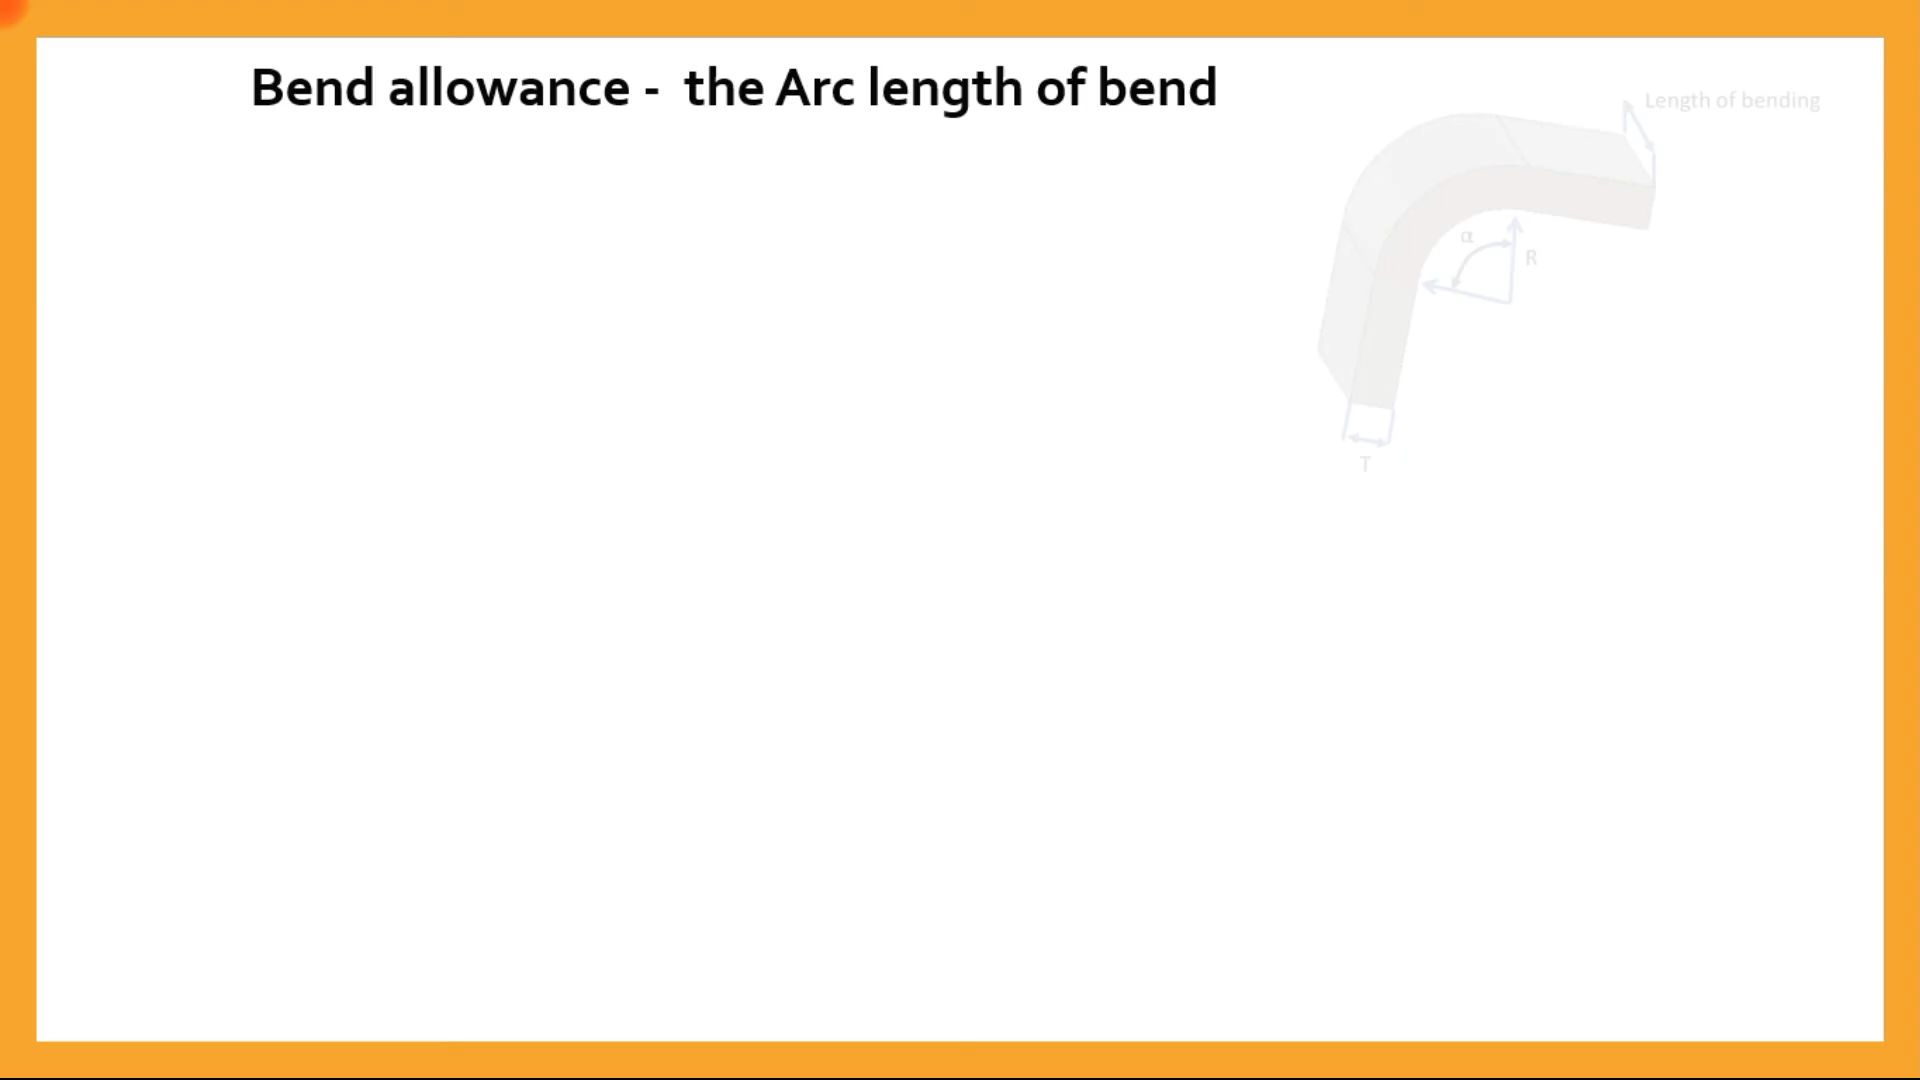 Bend allowance -  the Arc length of bend
Length of bending
α
R
T